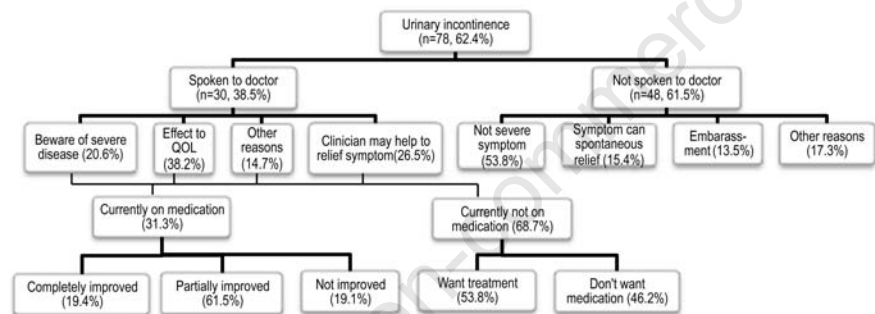 Urinary incontinence
(n=78, 62.4%)
Spoken to doctor
(n=30, 38.5%)
Not spoken to doctor
(n=48, 61.5%)
Beware of severe
disease (20.6%)
Effect to
QOL
(38.2%)
Other
reasons
(14.7%)
Clinician may help to
relief symptom(26.5%)
Not severe
symptom
(53.8%)
Symptom can
spontaneous
relief (15.4%)
Embarass-
ment (13.5%)
Other reasons
(17.3%)
Currently on medication
(31.3%)
Currently not on
medication (68.7%)
Completely improved
(19.4%)
Partially improved
(61.5%)
Not improved
(19.1%)
Want treatment
(53.8%)
Don't want
medication (46.2%)
on-commerc